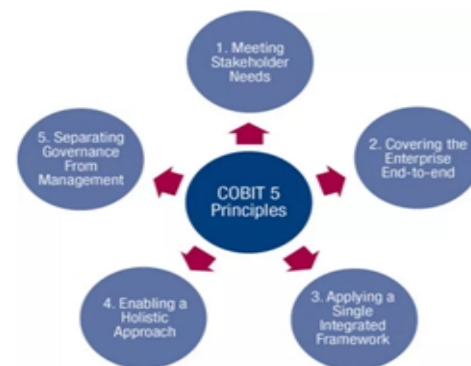 1. Meeting
Stakeholder
Needs
5. Separating
Governance
From
Management
2. Covering the
Enterprise
End-to-end
COBIT 5
Principles
4. Enabling a
Holistic
Approach
3. Applying a
Single
Integrated
Framework